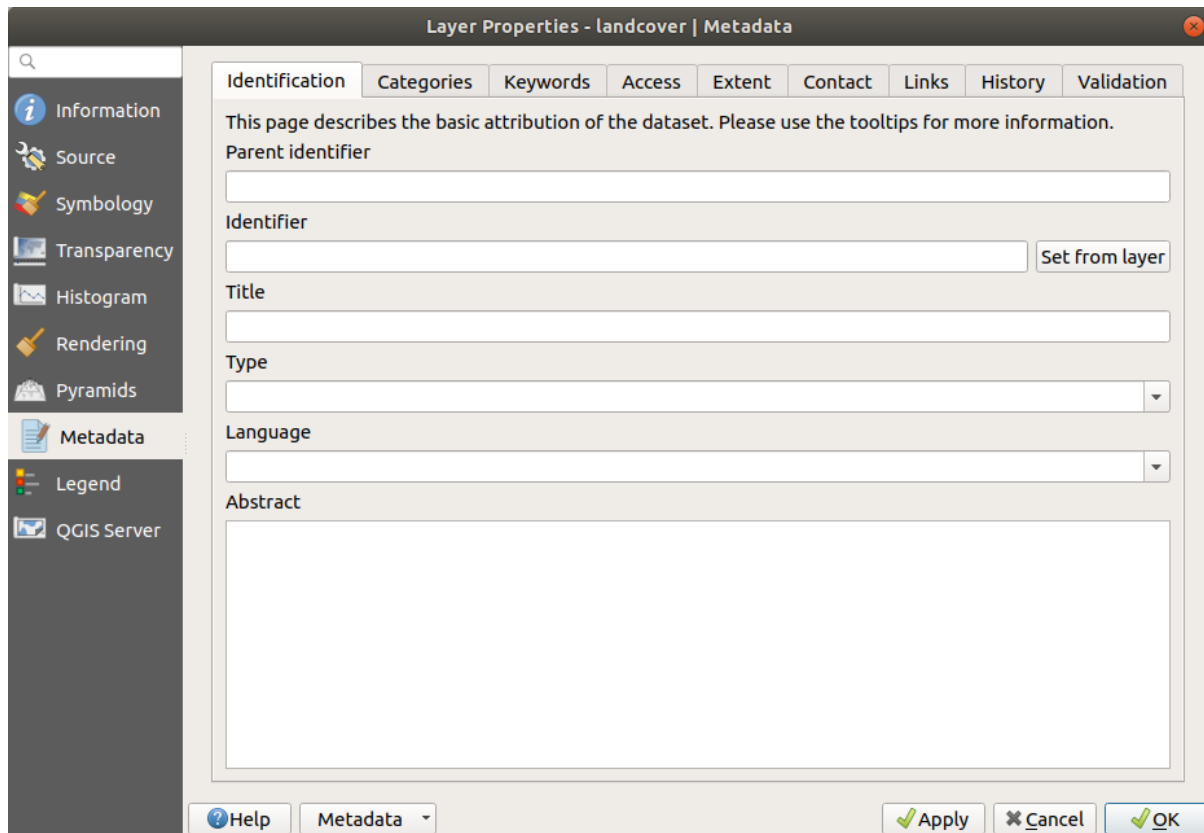 Layer Properties - landcover | Metadata
Information
Source
Symbology
Transparency
Histogram
Rendering
Pyramids
Metadata
Legend
QGIS Server
Identification Categories Keywords Access Extent Contact Links History Validation
This page describes the basic attribution of the dataset. Please use the tooltips for more information.
Parent identifier
Identifier
Set from layer
Title
Type
Language
Abstract
Help Metadata Apply Cancel OK